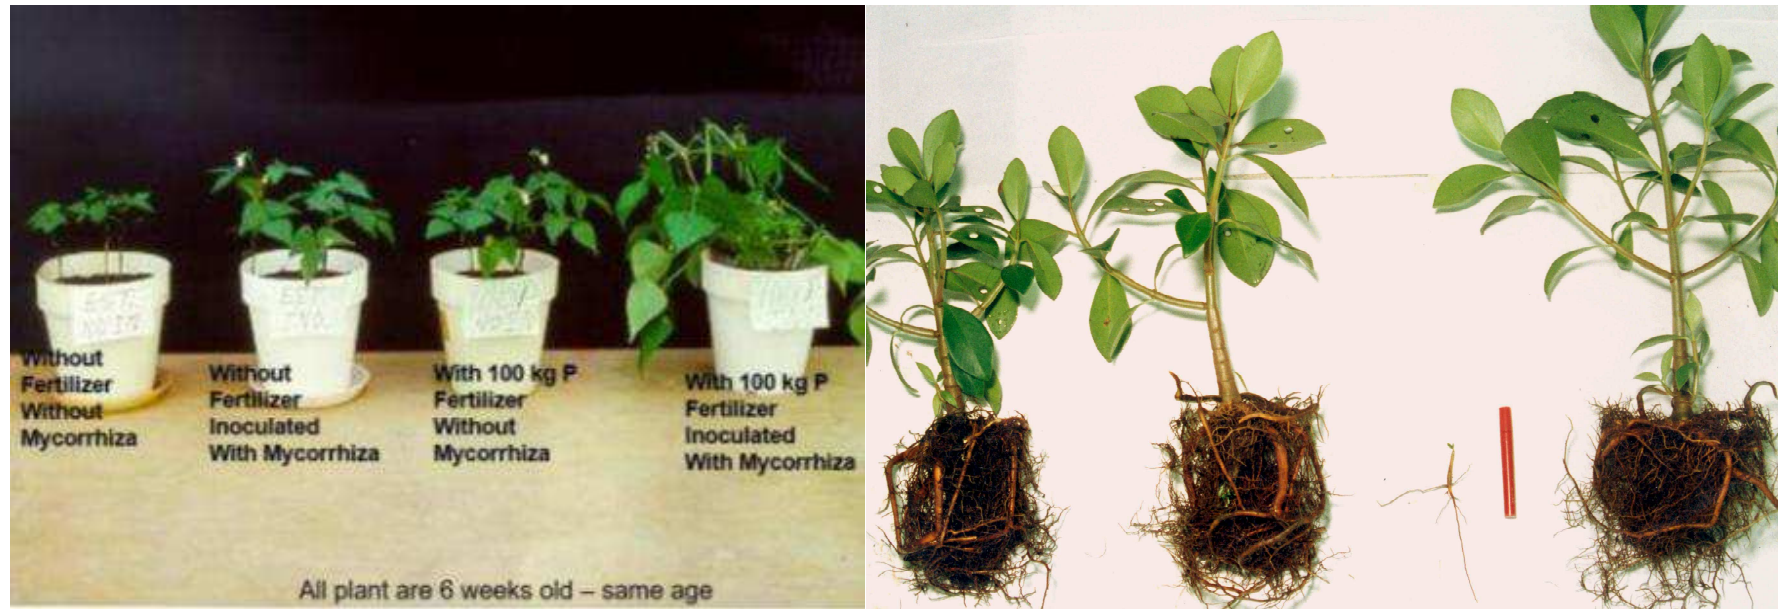 Without
Fertilizer
Without
Mycorrhiza
Without
Fertilizer
Inoculated
With Mycorrhiza
With 100 kg P
Fertilizer
Without
Mycorrhiza
With 100 kg P
Fertilizer
Inoculated
With Mycorrhiza
All plant are 6 weeks old – same age